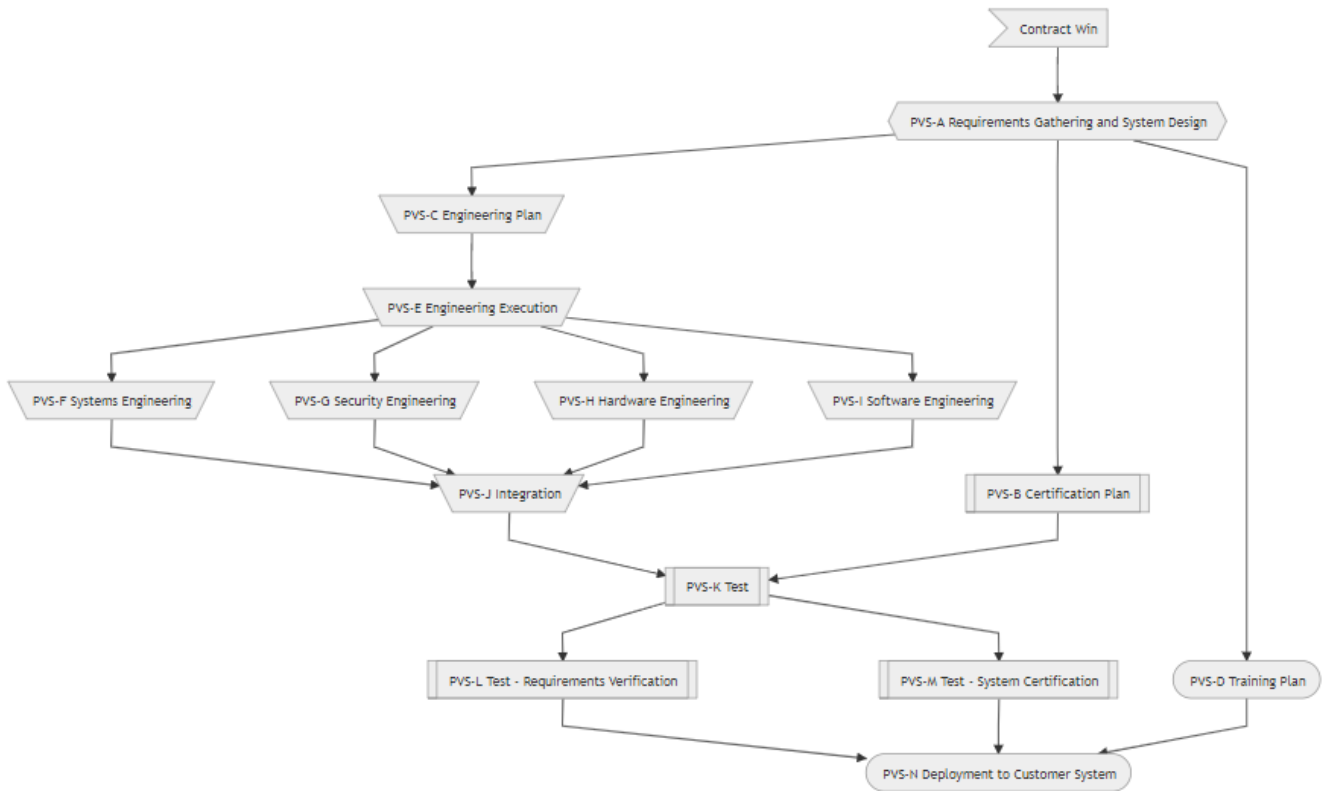 Contract Win
PVS-A Requirements Gathering and System Design
PVS-C Engineering Plan
PVS-E Engineering Execution
PVS-F Systems Engineering
PVS-G Security Engineering
PVS-H Hardware Engineering
PVS-I Software Engineering
PVS-J Integration
PVS-B Certification Plan
PVS-K Test
PVS-L Test - Requirements Verification
PVS-M Test - System Certification
PVS-D Training Plan
PVS-N Deployment to Customer System